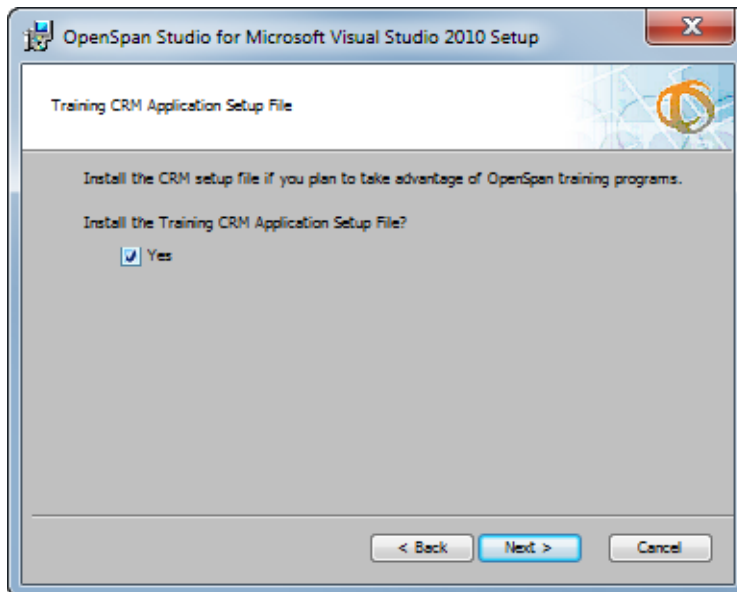 OpenSpan Studio for Microsoft Visual Studio 2010 Setup
Training CRM Application Setup File
Install the CRM setup file if you plan to take advantage of OpenSpan training programs.
Install the Training CRM Application Setup File?
Yes
< Back Next > Cancel